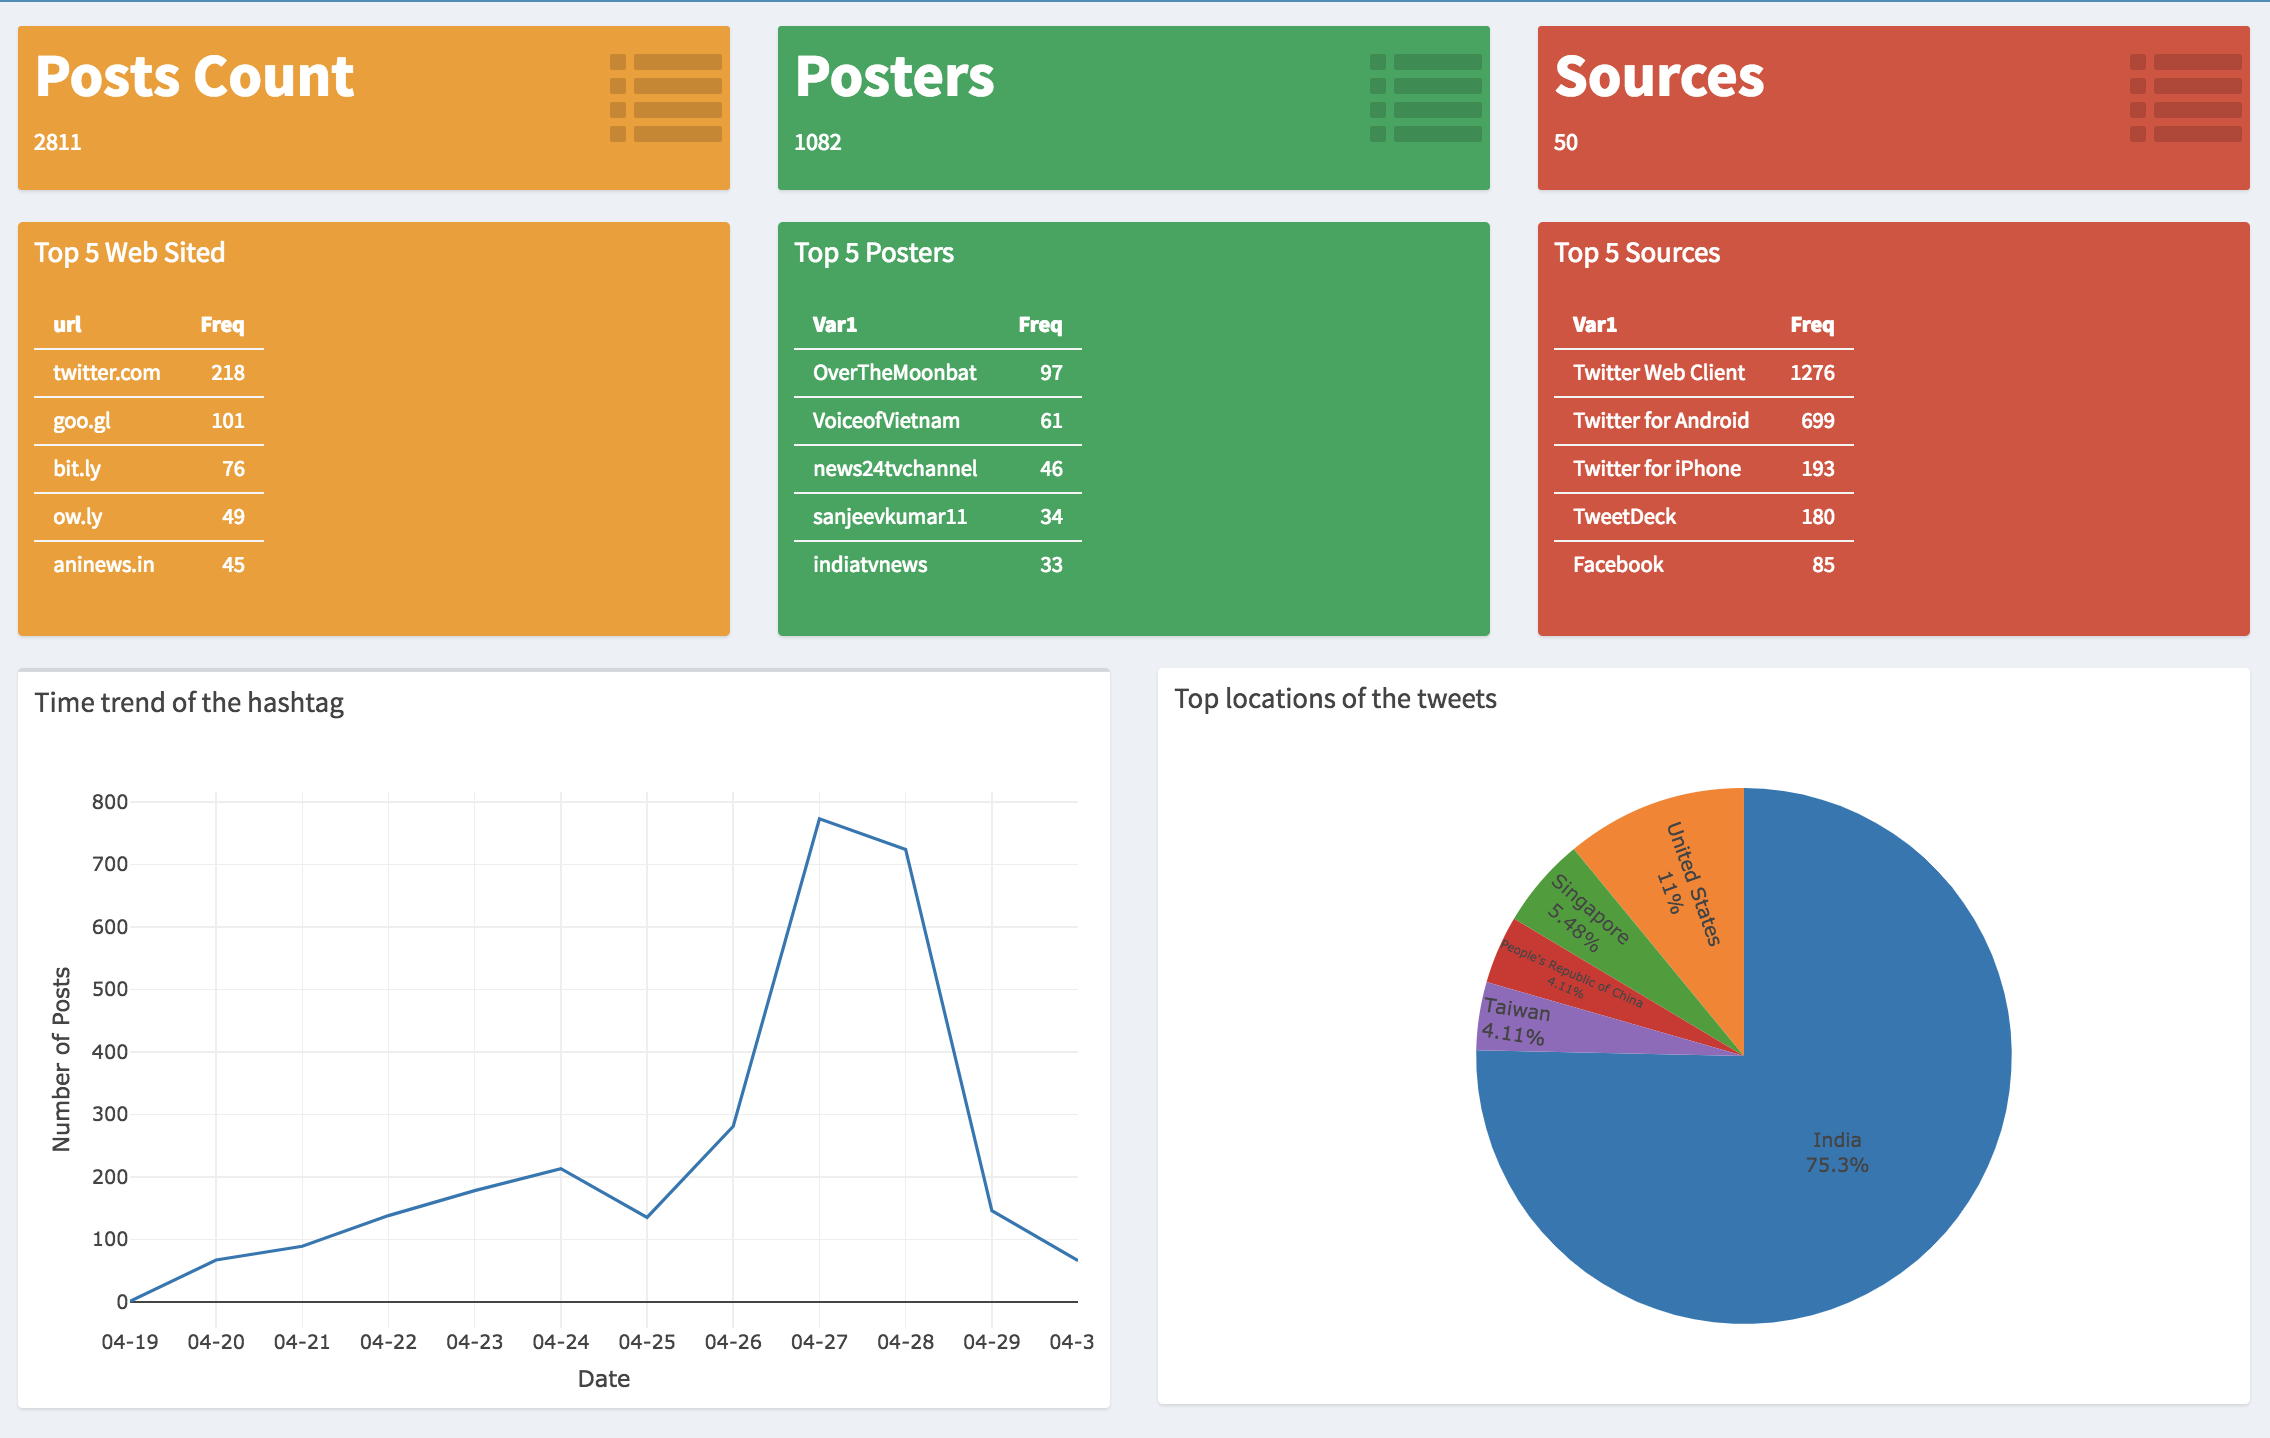 Posts Count
2811
Posters
1082
Sources
50
Top 5 Web Sited
url Freq
twitter.com 218
goo.gl 101
bit.ly 76
ow.ly 49
aninews.in 45
Top 5 Posters
Var1 Freq
OverTheMoonbat 97
VoiceofVietnam 61
news24tvchannel 46
sanjeevkumar11 34
indiatvnews 33
Top 5 Sources
Var1 Freq
Twitter Web Client 1276
Twitter for Android 699
Twitter for iPhone 193
TweetDeck 180
Facebook 85
Time trend of the hashtag
800
700
600
500
400
300
200
100
0
Number of Posts
04-19 04-20 04-21 04-22 04-23 04-24 04-25 04-26 04-27 04-28 04-29 04-3
Date
Top locations of the tweets
United States
11%
Singapore
5.48%
People's Republic of China
4.11%
Taiwan
4.11%
India
75.3%